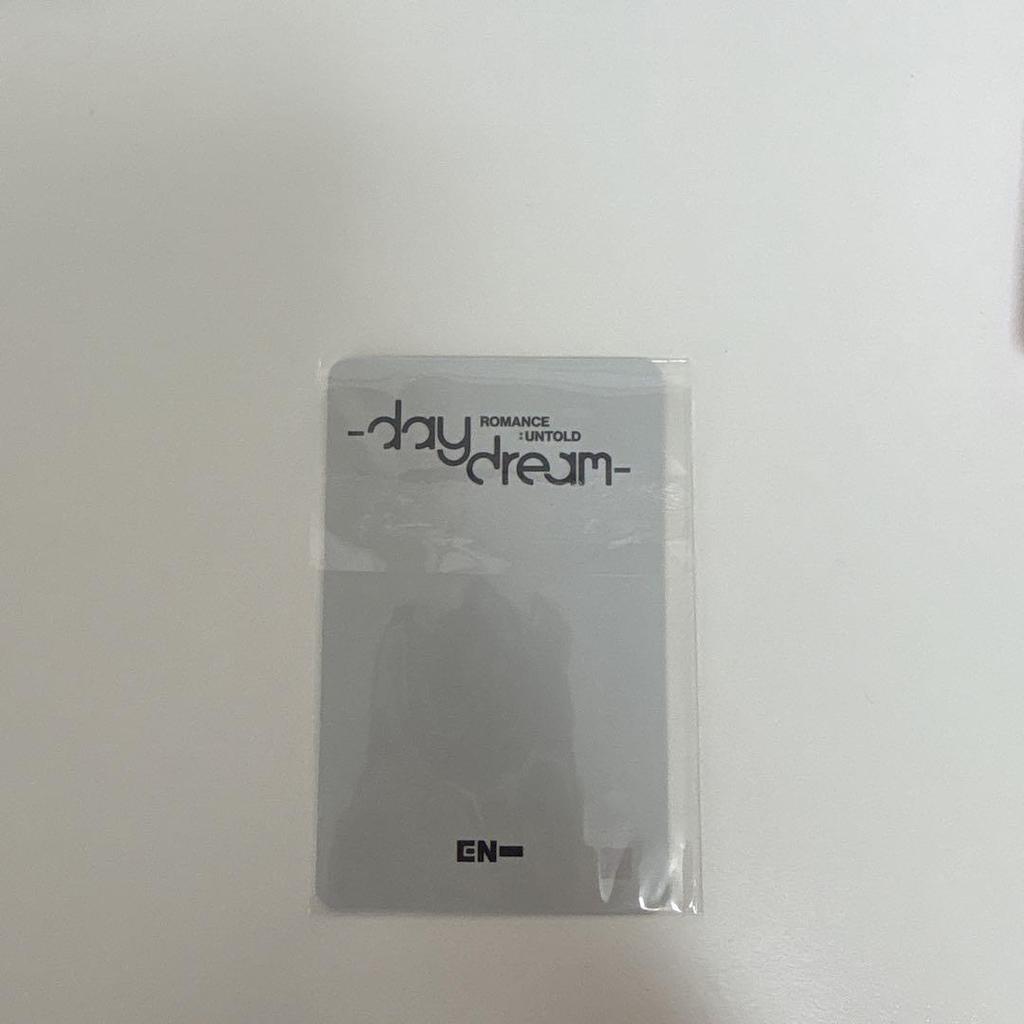 -day
ROMANCE
:UNTOLD
dream-
EN-